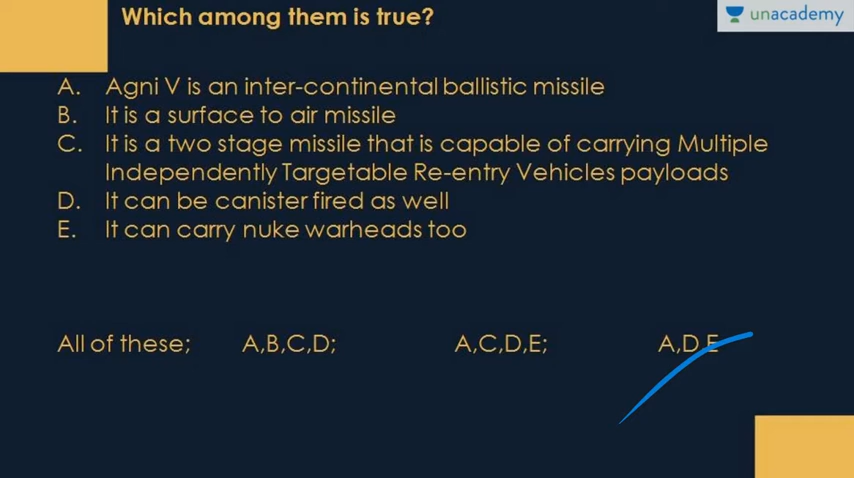 Which among them is true?
unacademy
A. Agni V is an inter-continental ballistic missile
B. It is a surface to air missile
C. It is a two stage missile that is capable of carrying Multiple
Independently Targetable Re-entry Vehicles payloads
D. It can be canister fired as well
E. It can carry nuke warheads too
All of these; A,B,C,D; A,C,D,E; A,D,E